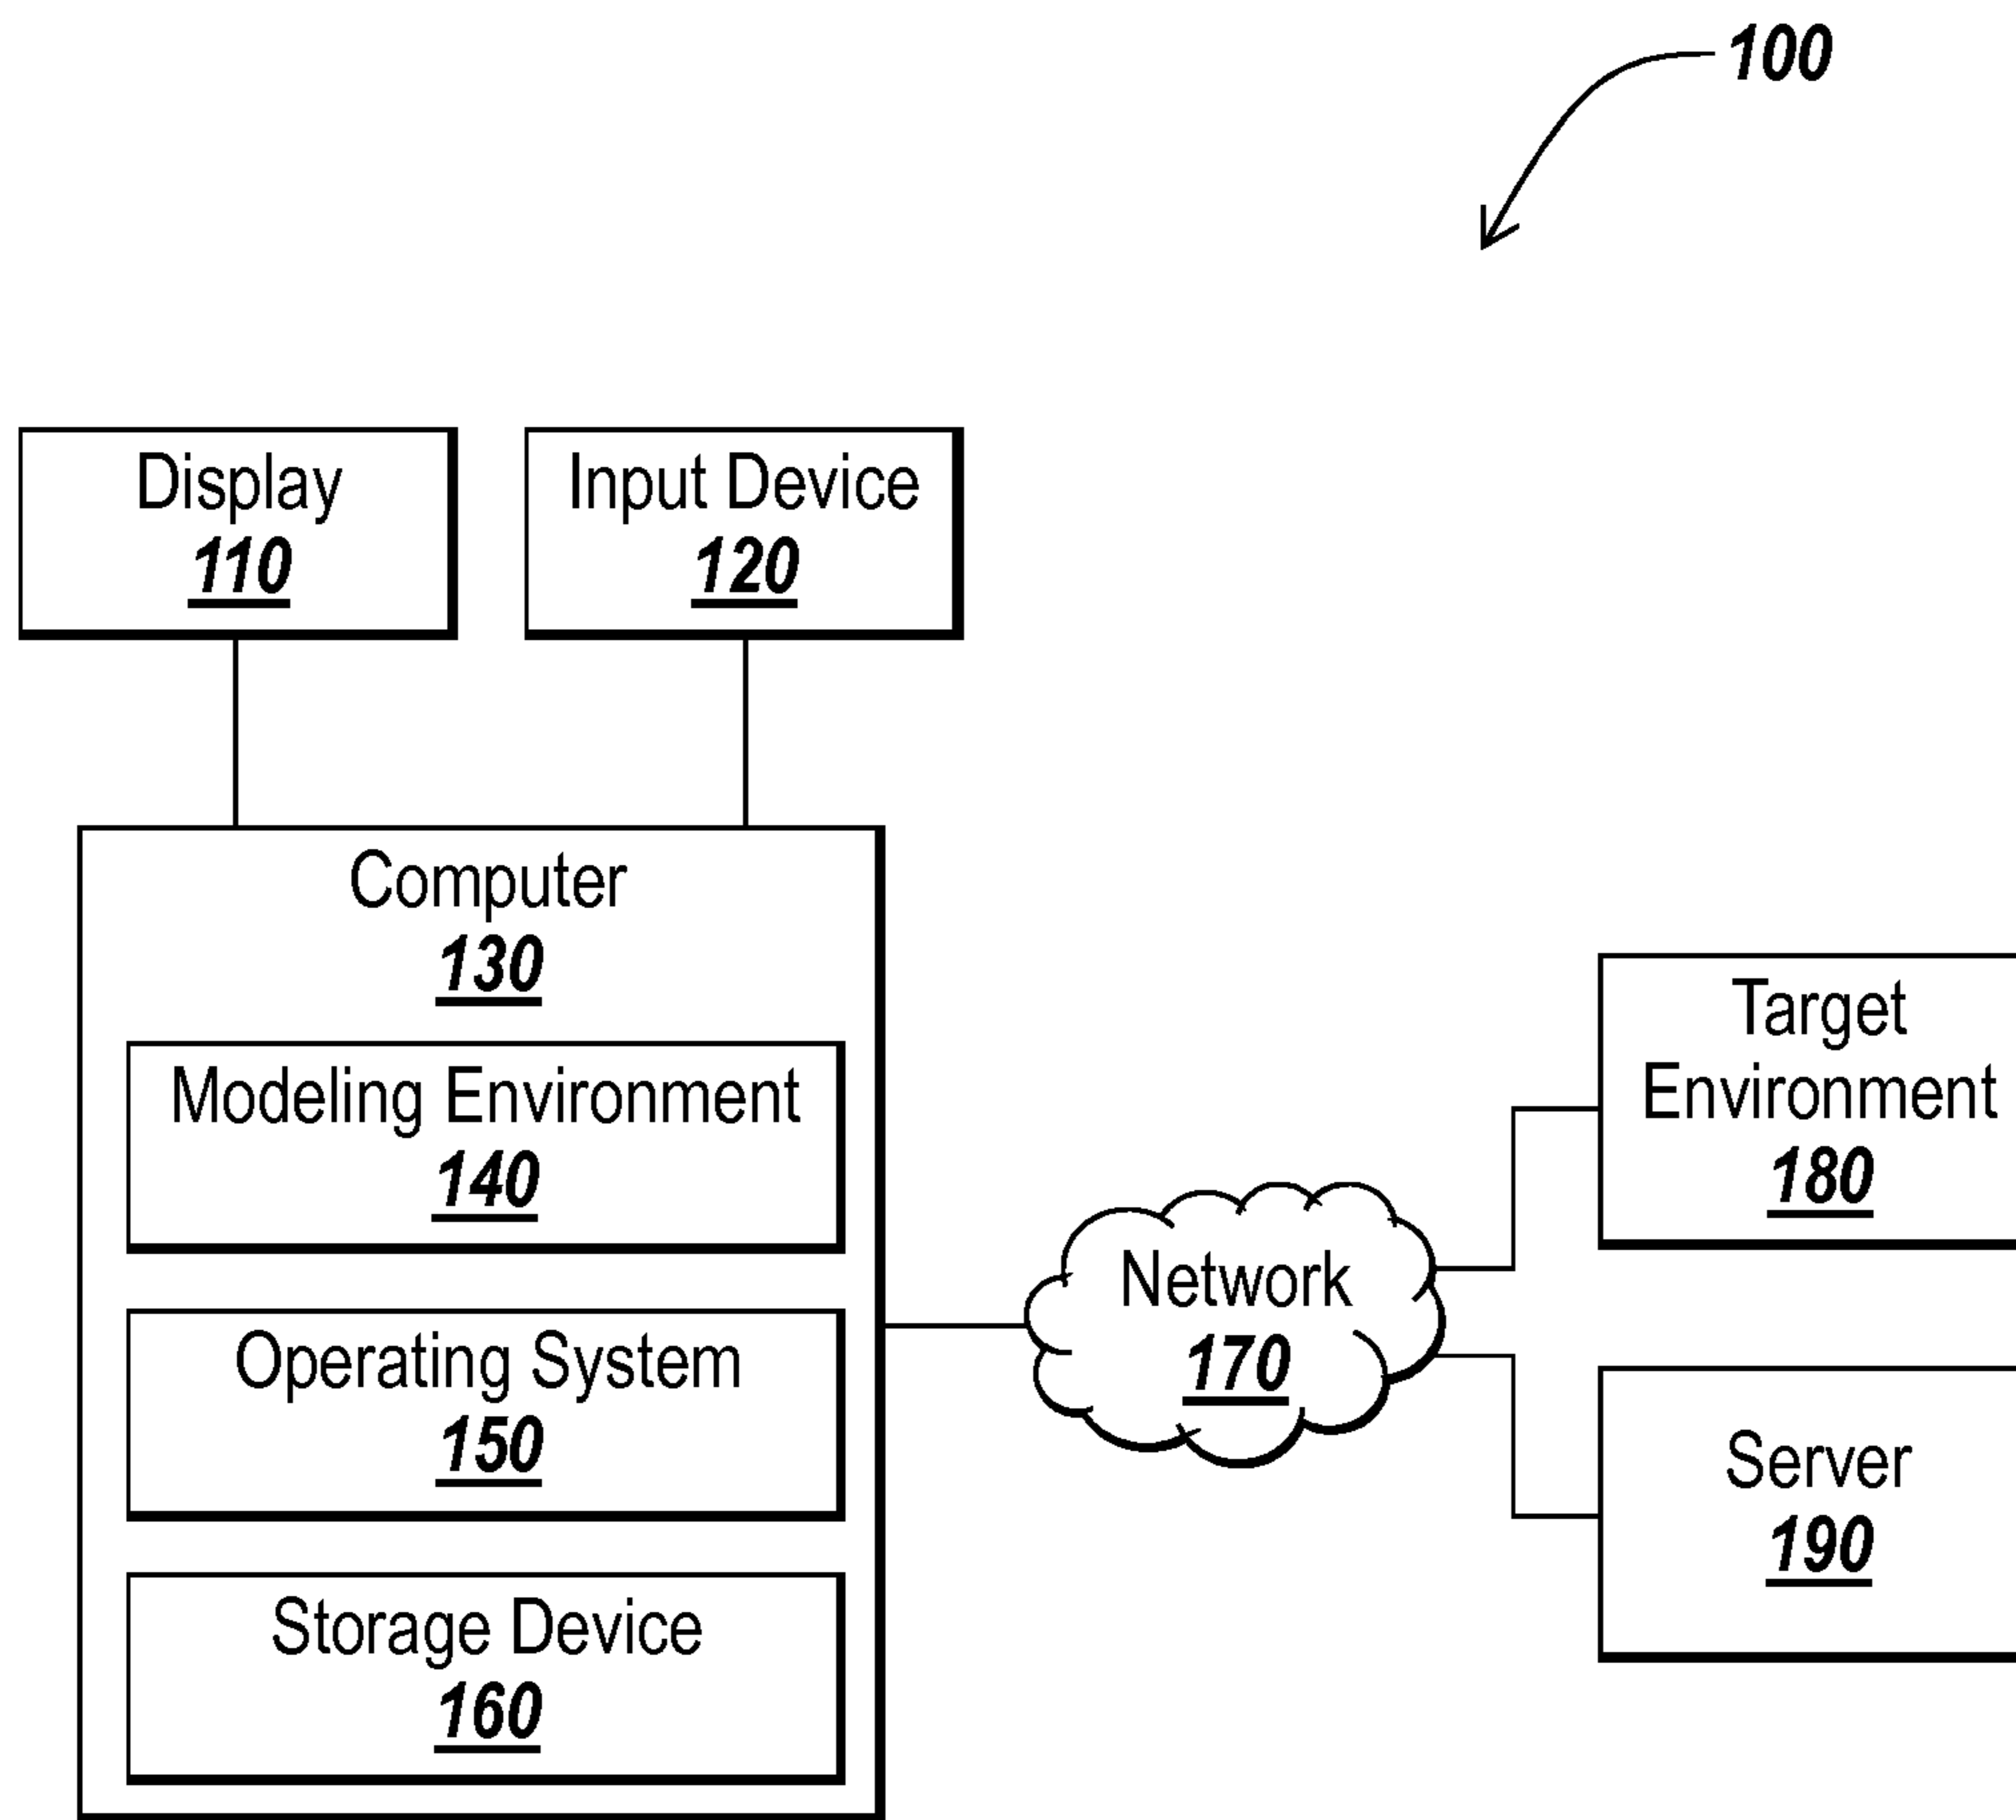 100
Display
110
Input Device
120
Computer
130
Modeling Environment
140
Operating System
150
Storage Device
160
Network
170
Target
Environment
180
Server
190